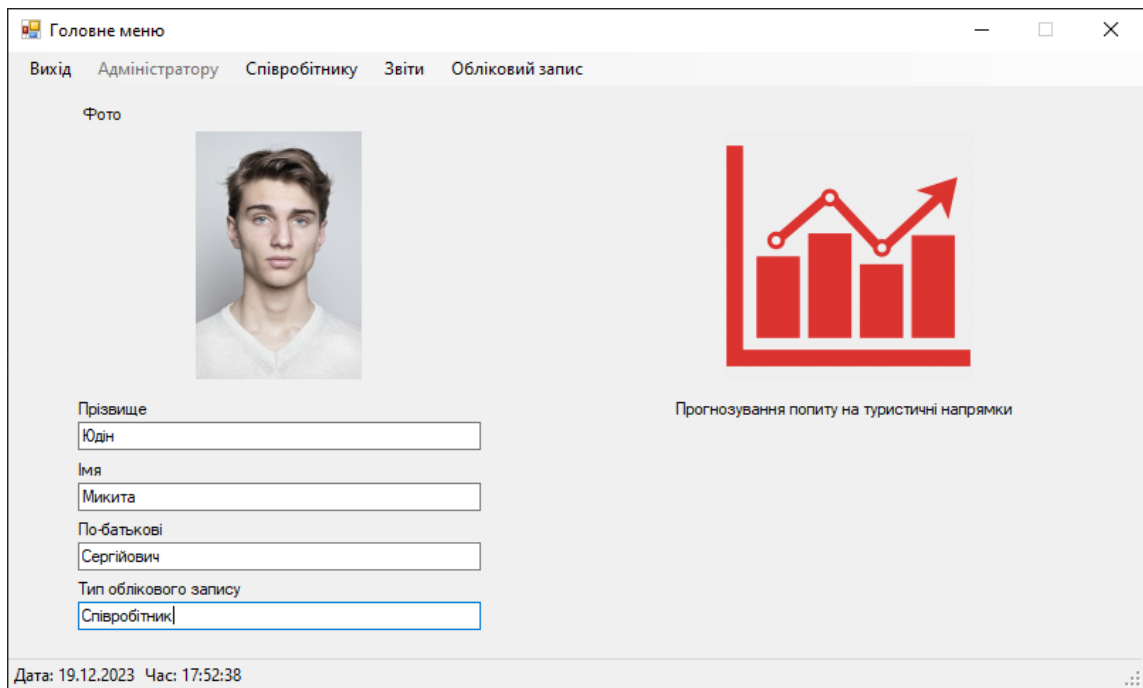 Головне меню
Вихід Адміністратору Співробітнику Звіти Обліковий запис
Фото
Прізвище
Юдін
Імя
Микита
По-батькові
Сергійович
Тип облікового запису
Співробітник
Прогнозування попиту на туристичні напрямки
Дата: 19.12.2023 Час: 17:52:38